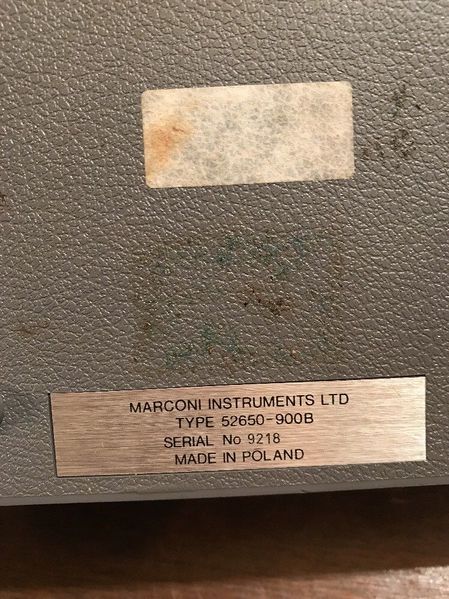 MARCONI INSTRUMENTS LTD
TYPE 52650-900B
SERIAL No 9218
MADE IN POLAND